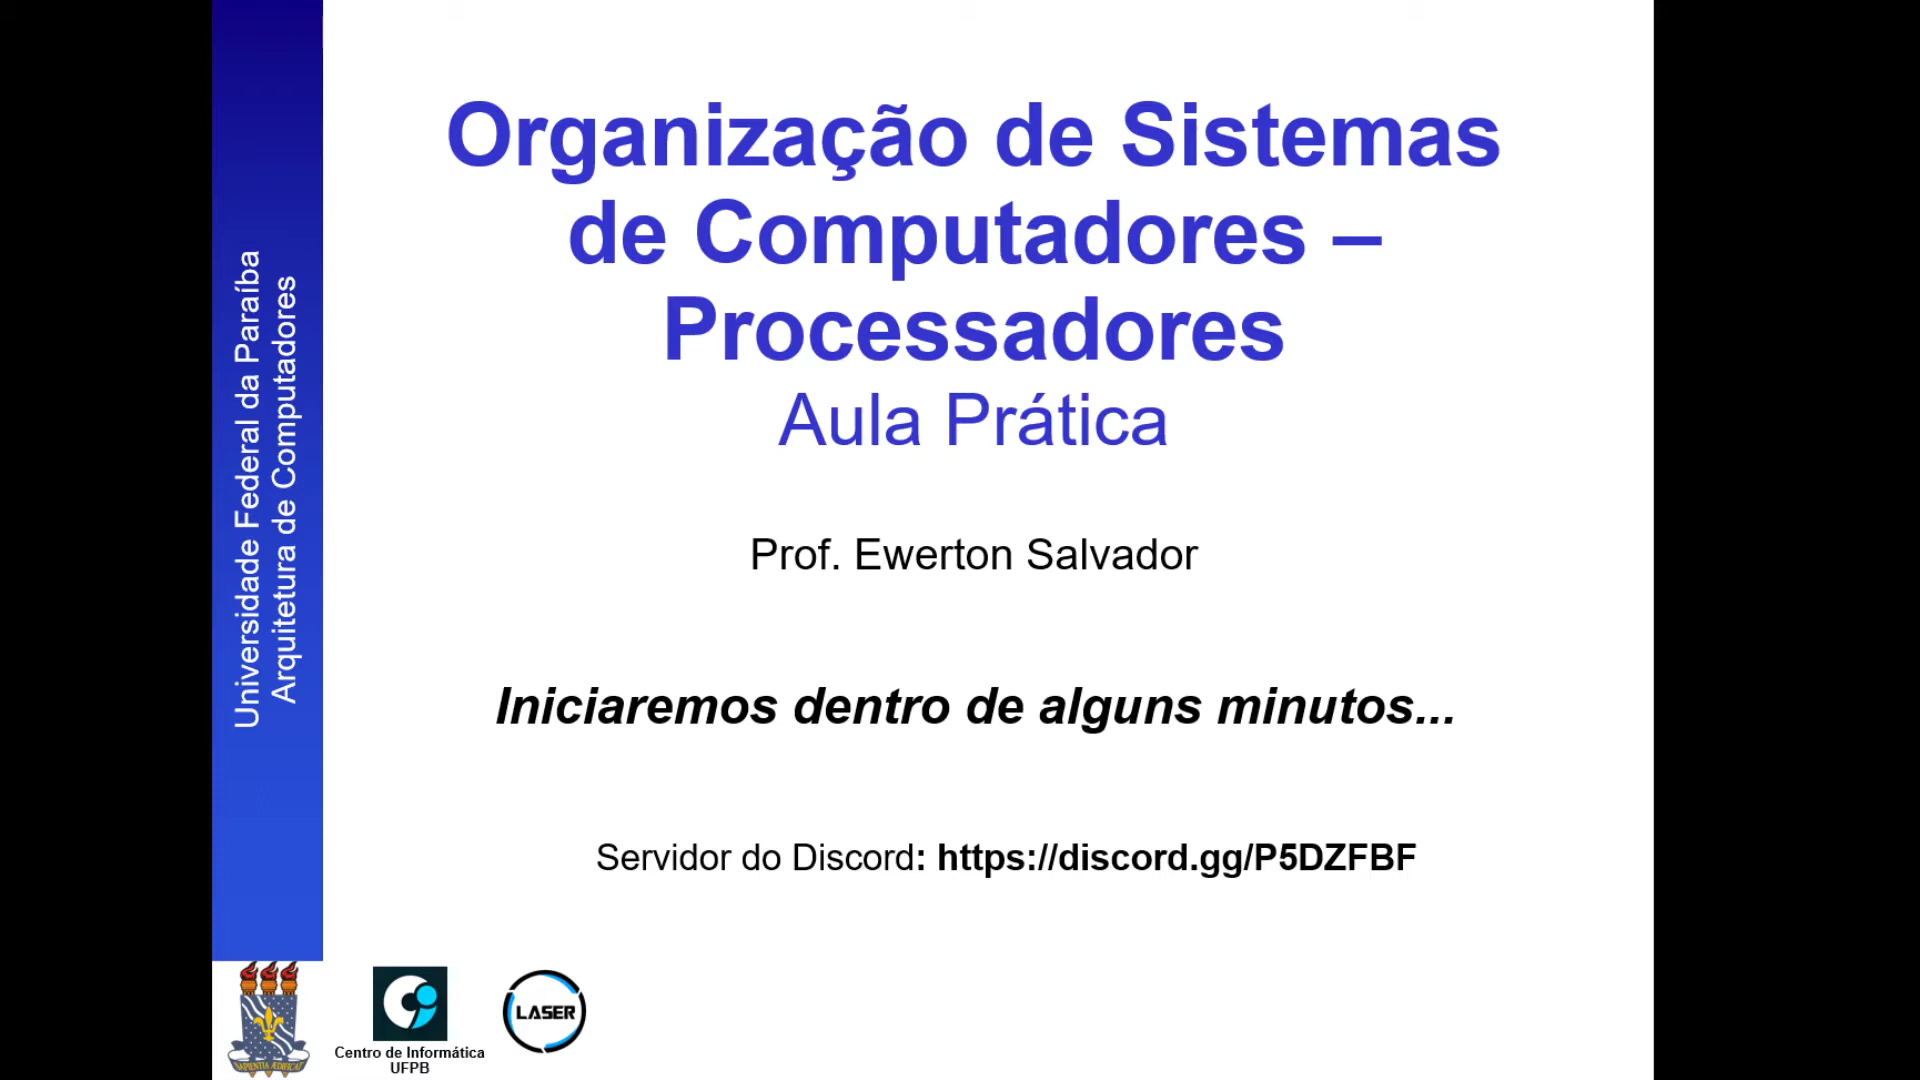 Universidade Federal da Paraíba
Arquitetura de Computadores
Organização de Sistemas
de Computadores –
Processadores
Aula Prática
Prof. Ewerton Salvador
Iniciaremos dentro de alguns minutos...
Servidor do Discord: https://discord.gg/P5DZFBF
Centro de Informática
UFPB
LASER